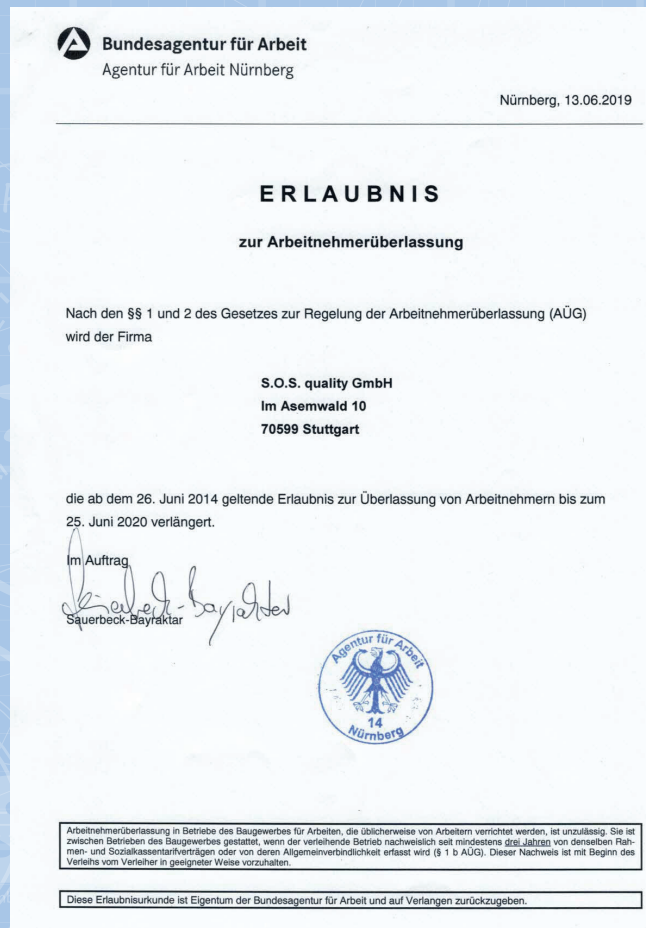 Bundesagentur für Arbeit
Agentur für Arbeit Nürnberg
Nürnberg, 13.06.2019
ERLAUBNIS
zur Arbeitnehmerüberlassung
Nach den §§ 1 und 2 des Gesetzes zur Regelung der Arbeitnehmerüberlassung (AÜG)
wird der Firma
S.O.S. quality GmbH
Im Asemwald 10
70599 Stuttgart
die ab dem 26. Juni 2014 geltende Erlaubnis zur Überlassung von Arbeitnehmern bis zum
25. Juni 2020 verlängert.
Im Auftrag
Sauerbeck-Bayraktar
Agentur für Arbeit
14
Nürnberg
Arbeitnehmerüberlassung in Betriebe des Baugewerbes für Arbeiten, die üblicherweise von Arbeitern verrichtet werden, ist unzulässig. Sie ist
zwischen Betrieben des Baugewerbes gestattet, wenn der verleihende Betrieb nachweislich seit mindestens drei Jahren von denselben Rah-
men- und Sozialkassentarifverträgen oder von deren Allgemeinverbindlichkeit erfasst wird (§ 1 b AÜG). Dieser Nachweis ist mit Beginn des
Verleihs vom Verleiher in geeigneter Weise vorzuhalten.
Diese Erlaubnisurkunde ist Eigentum der Bundesagentur für Arbeit und auf Verlangen zurückzugeben.